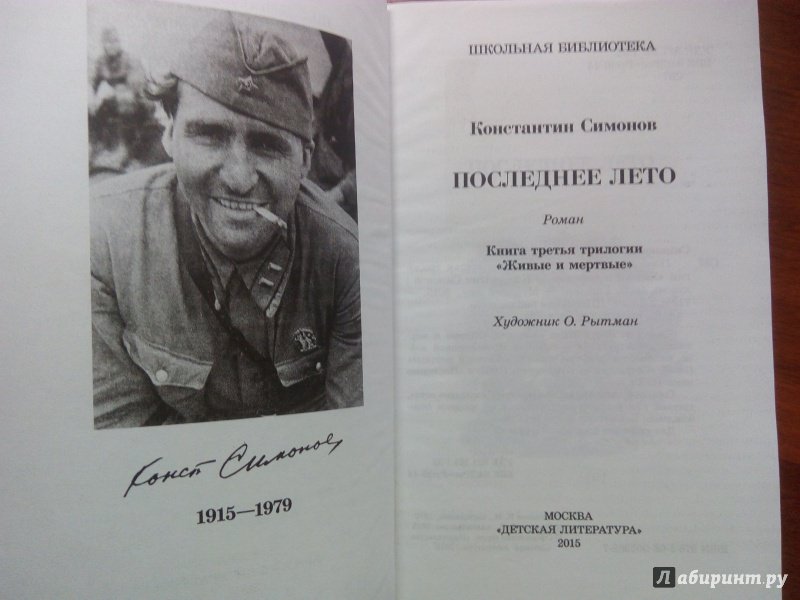 Конст Симонов
1915—1979
ШКОЛЬНАЯ БИБЛИОТЕКА
Константин Симонов
ПОСЛЕДНЕЕ ЛЕТО
Роман
Книга третья трилогии
«Живые и мертвые»
Художник О. Рытман
МОСКВА
«ДЕТСКАЯ ЛИТЕРАТУРА»
2015
Лабиринт.ру